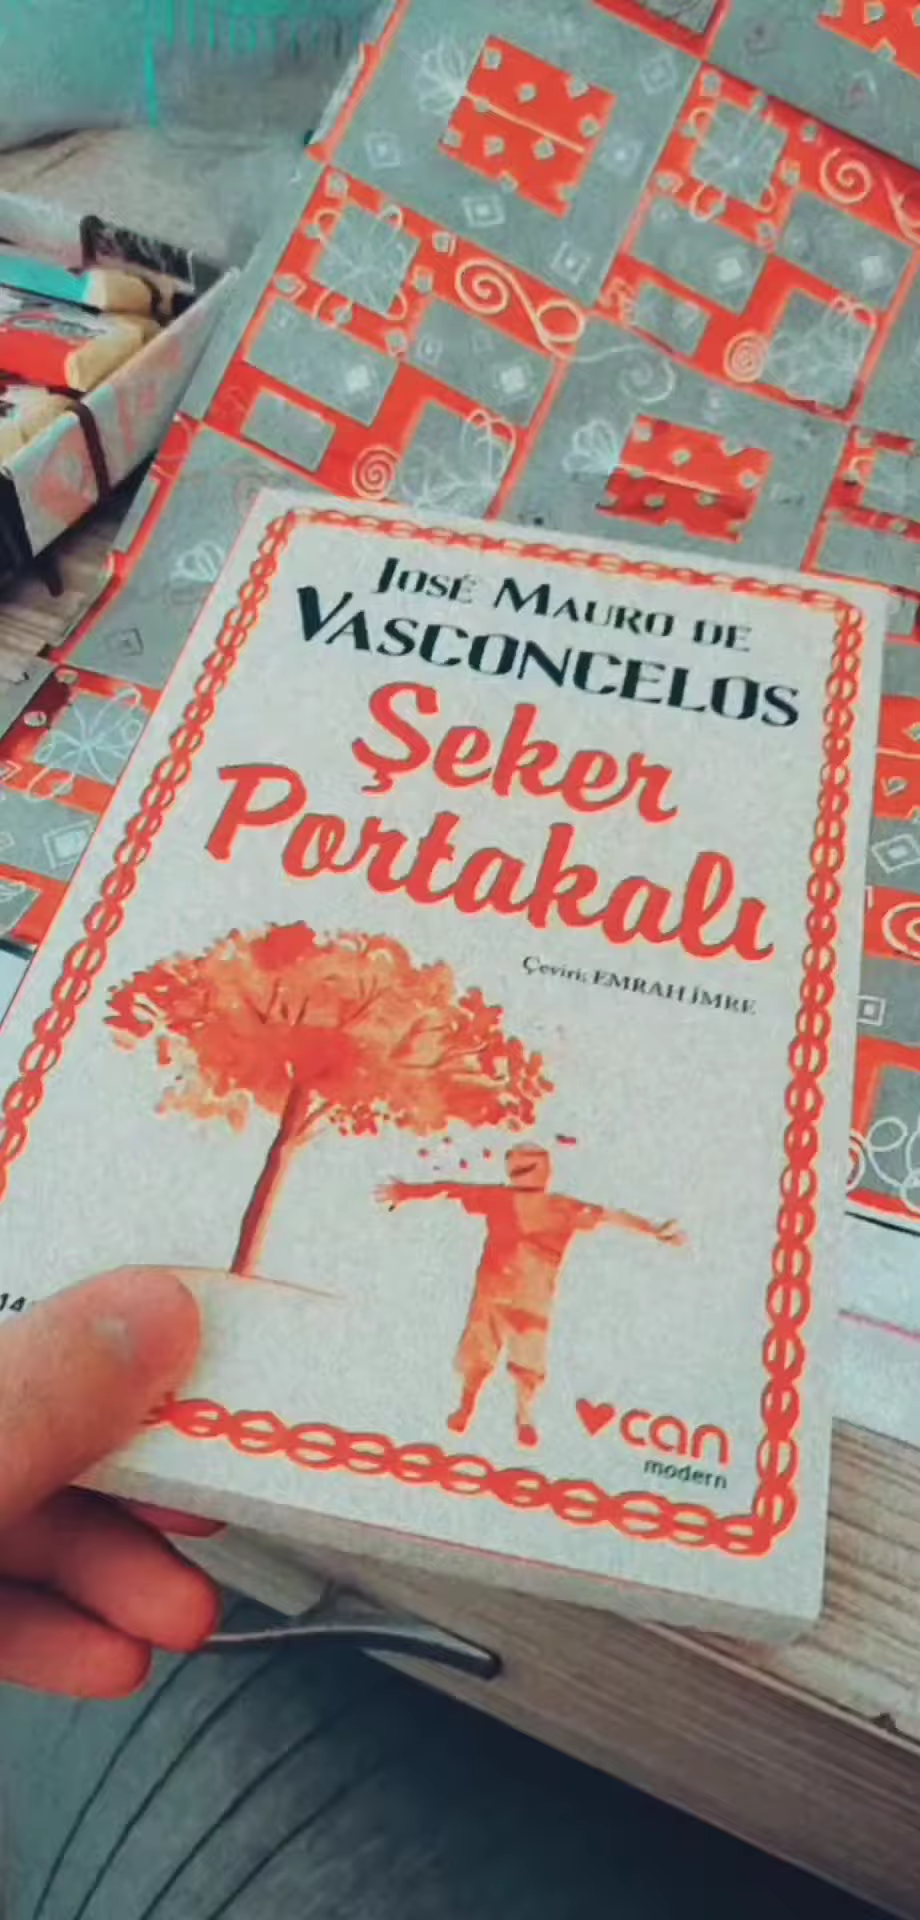 JOSÉ MAURO DE
VASCONCELOS
Şeker
Portakalı
Çeviri: EMRAH İMRE
can
modern